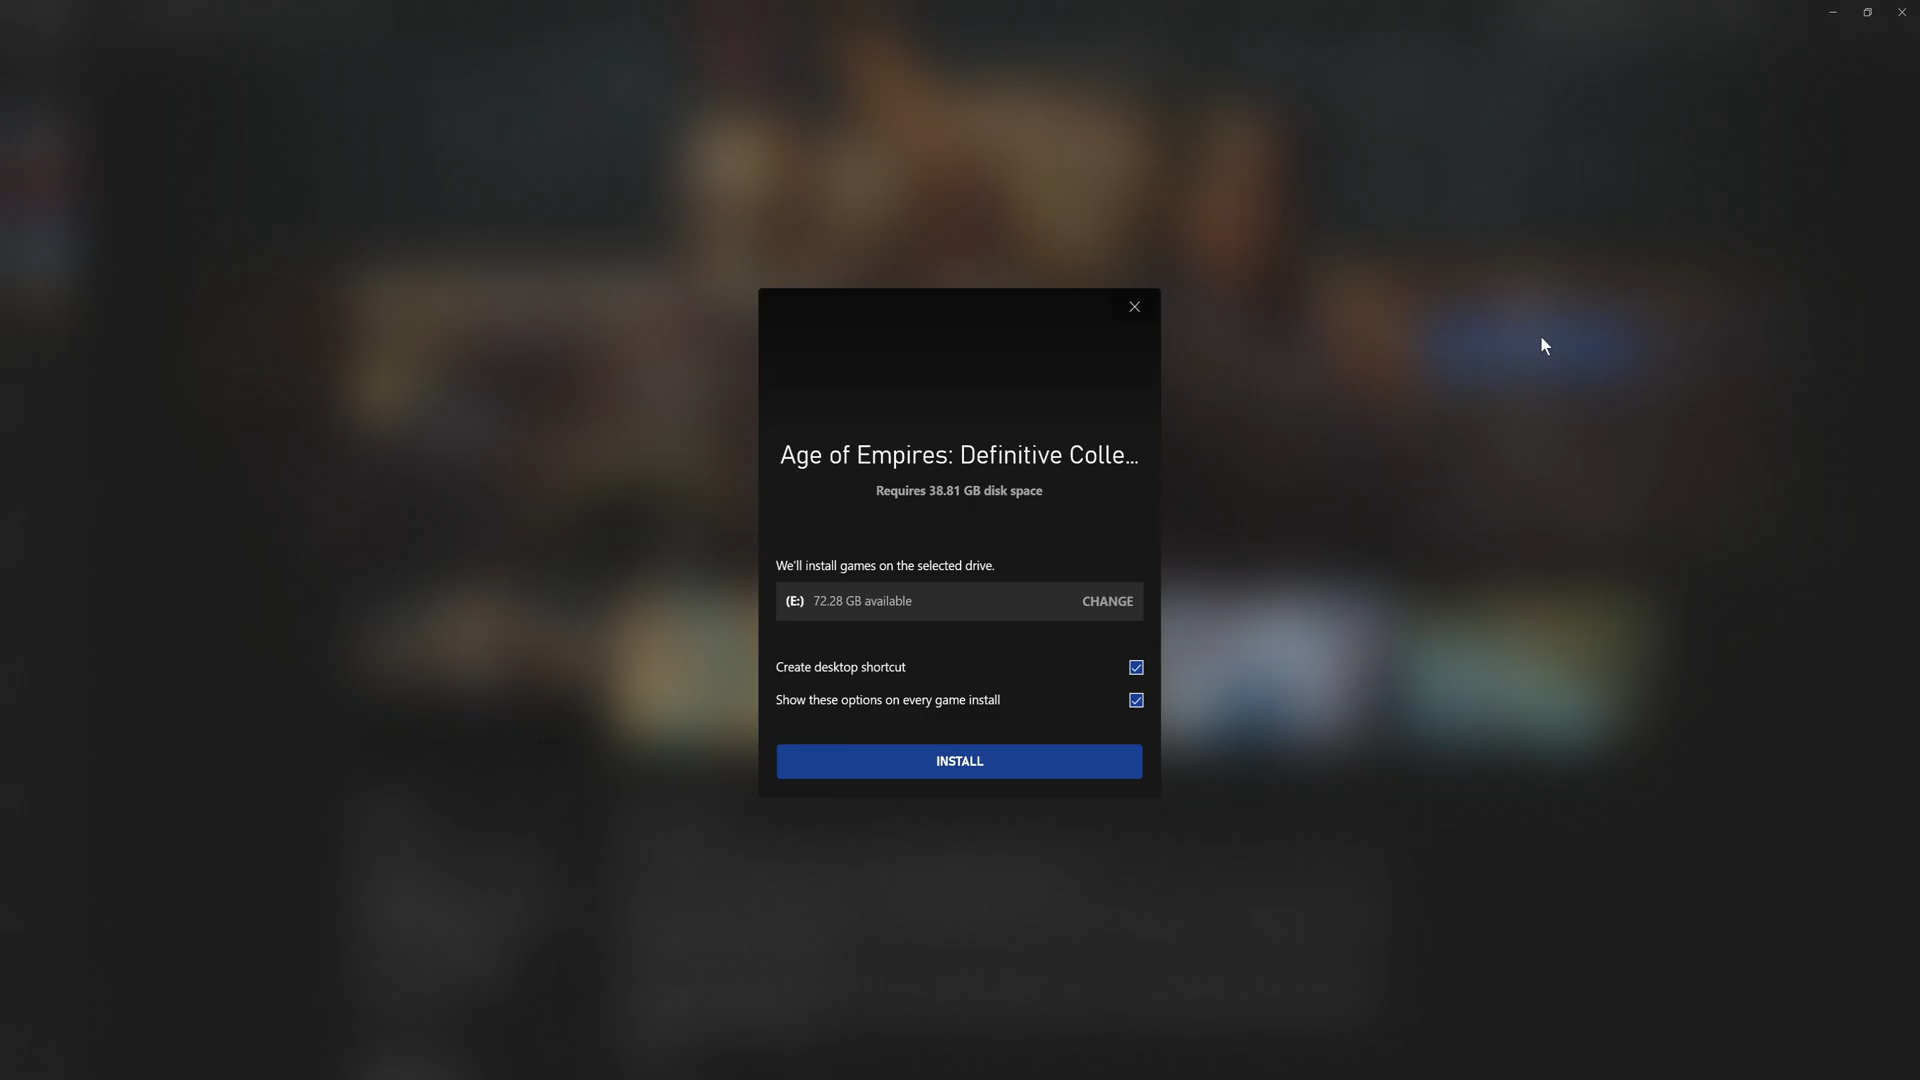 Age of Empires: Definitive Colle...
Requires 38.81 GB disk space
We'll install games on the selected drive.
(E:) 72.28 GB available CHANGE
Create desktop shortcut
Show these options on every game install
INSTALL